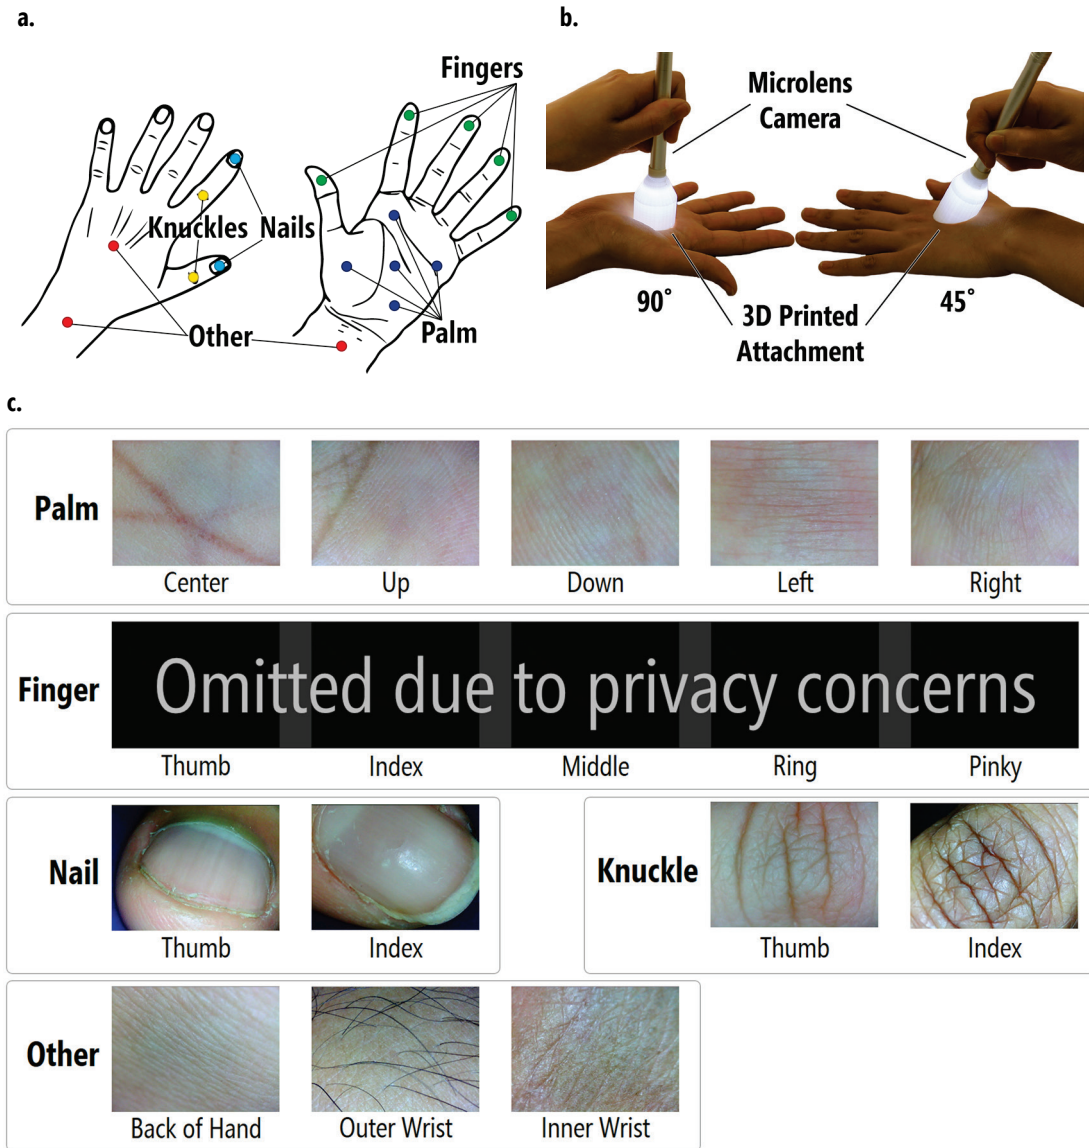 a.
Fingers
Knuckles
Nails
Other
Palm
b.
Microlens
Camera
90°
45°
3D Printed
Attachment
c.
Palm
Center
Up
Down
Left
Right
Finger
Omitted due to privacy concerns
Thumb
Index
Middle
Ring
Pinky
Nail
Thumb
Index
Knuckle
Thumb
Index
Other
Back of Hand
Outer Wrist
Inner Wrist